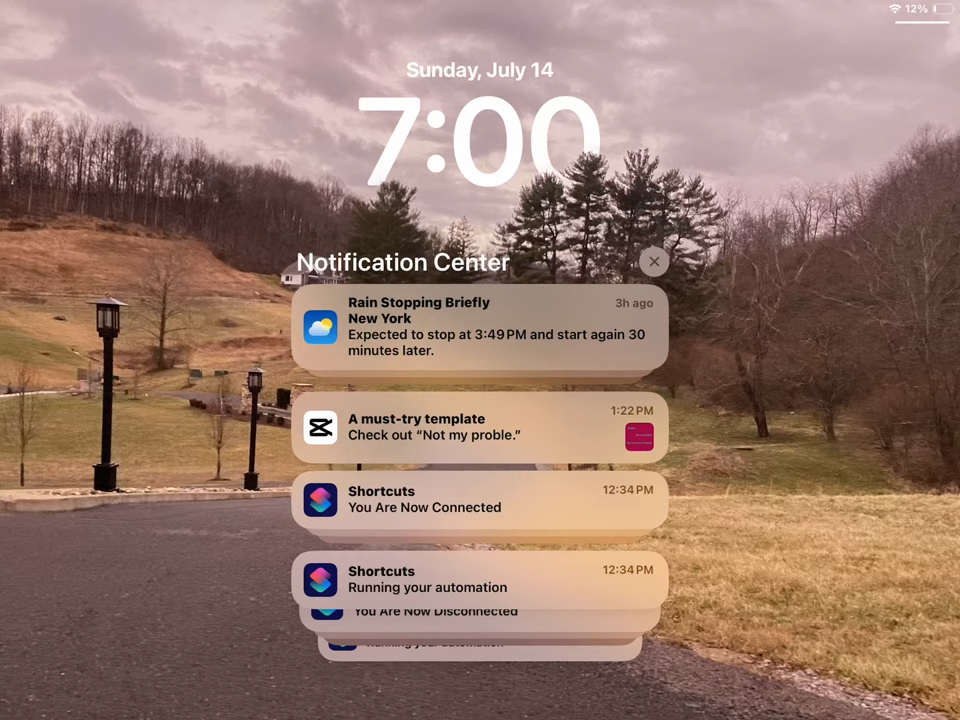 12%
Sunday, July 14
7:00
Notification Center
Rain Stopping Briefly
3h ago
New York
Expected to stop at 3:49 PM and start again 30
minutes later.
1:22 PM
A must-try template
Check out “Not my proble.”
Shortcuts
12:34 PM
You Are Now Connected
Shortcuts
12:34 PM
Running your automation
You Are Now Disconnected
Running your automation